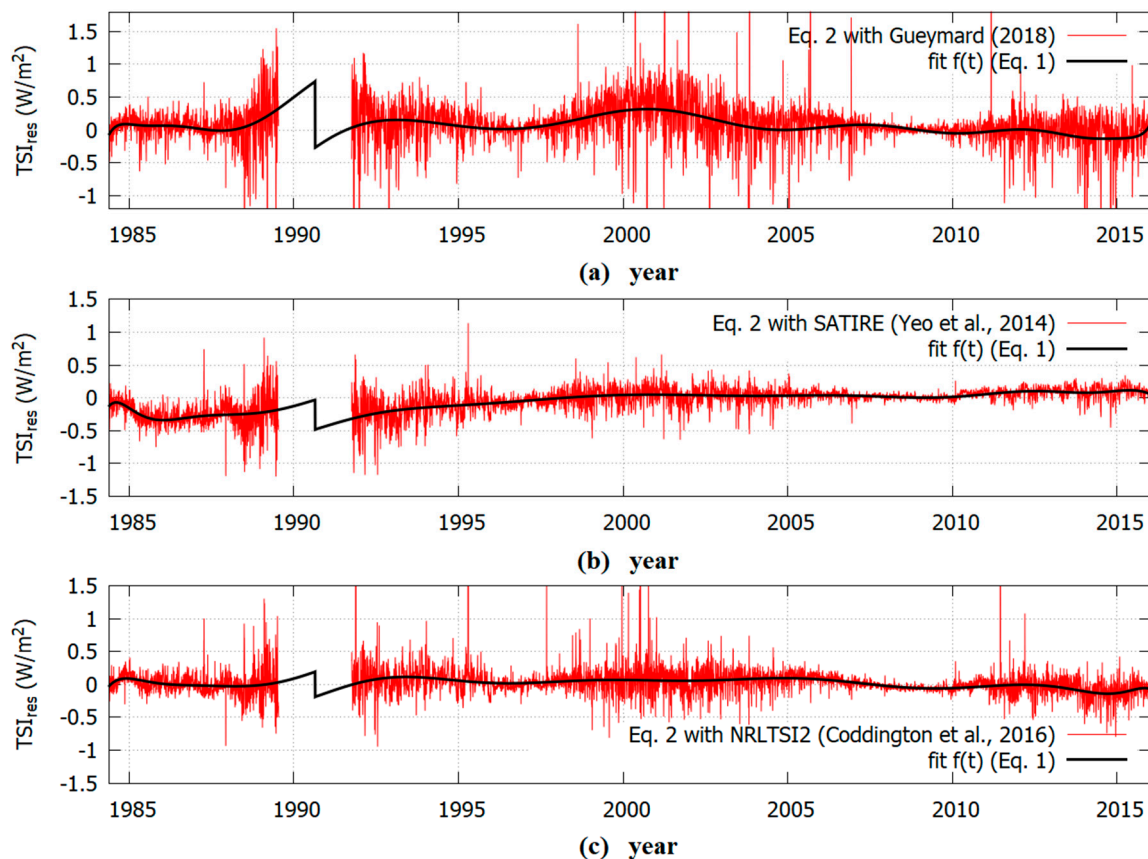 Eq. 2 with Gueymard (2018)
fit f(t) (Eq. 1)
TSIres (W/m²)
1.5
1
0.5
0
-0.5
-1
1985 1990 1995 2000 2005 2010 2015
(a) year
Eq. 2 with SATIRE (Yeo et al., 2014)
fit f(t) (Eq. 1)
TSIres (W/m²)
1.5
1
0.5
0
-0.5
-1
-1.5
1985 1990 1995 2000 2005 2010 2015
(b) year
TSIres (W/m²)
1.5
1
0.5
0
-0.5
-1
-1.5
Eq. 2 with NRLTSI2 (Coddington et al., 2016)
fit f(t) (Eq. 1)
1985 1990 1995 2000 2005 2010 2015
(c) year